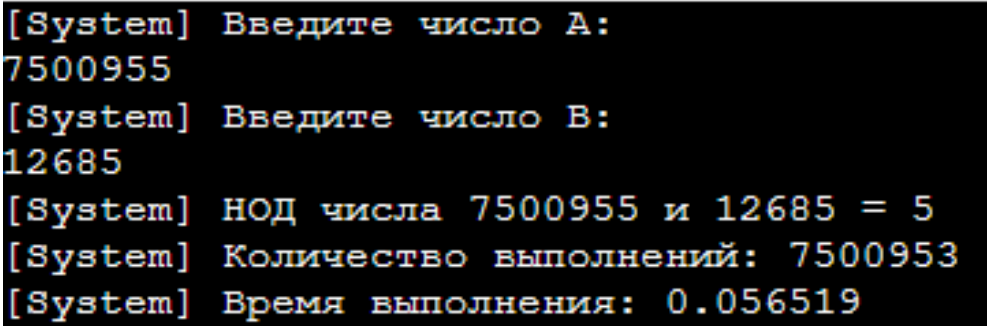 [System] Введите число A:
7500955
[System] Введите число B:
12685
[System] НОД числа 7500955 и 12685 = 5
[System] Количество выполнений: 7500953
[System] Время выполнения: 0.056519